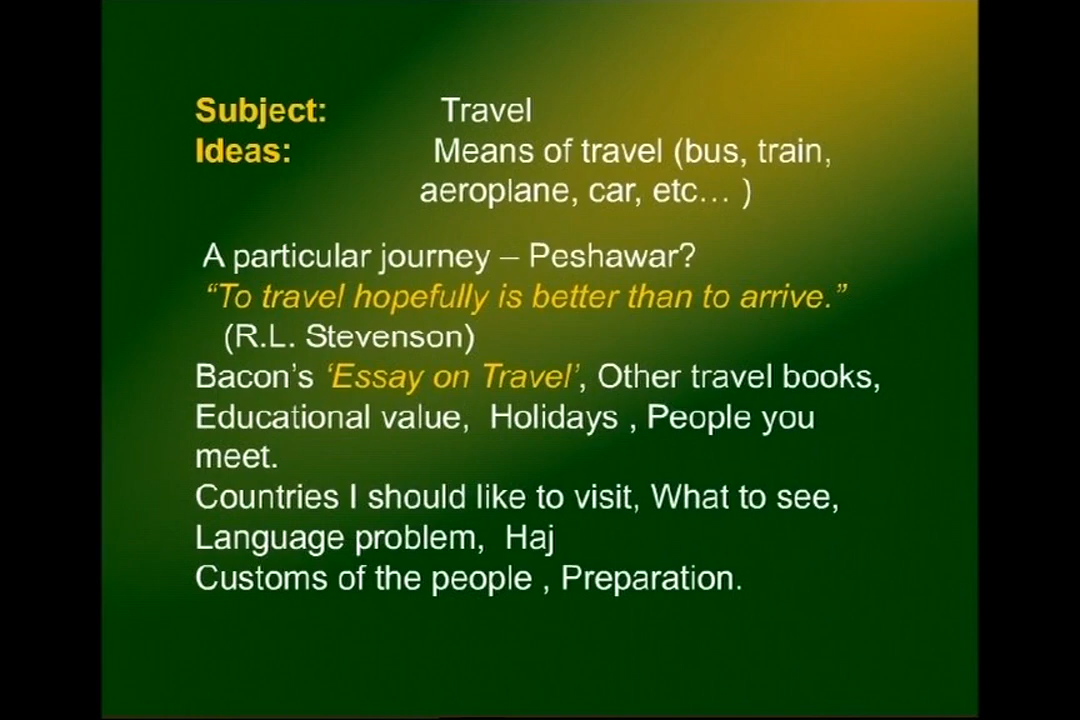 Subject: Travel
Ideas: Means of travel (bus, train,
aeroplane, car, etc… )
A particular journey – Peshawar?
“To travel hopefully is better than to arrive.”
(R.L. Stevenson)
Bacon’s ‘Essay on Travel’, Other travel books,
Educational value, Holidays , People you
meet.
Countries I should like to visit, What to see,
Language problem, Haj
Customs of the people , Preparation.